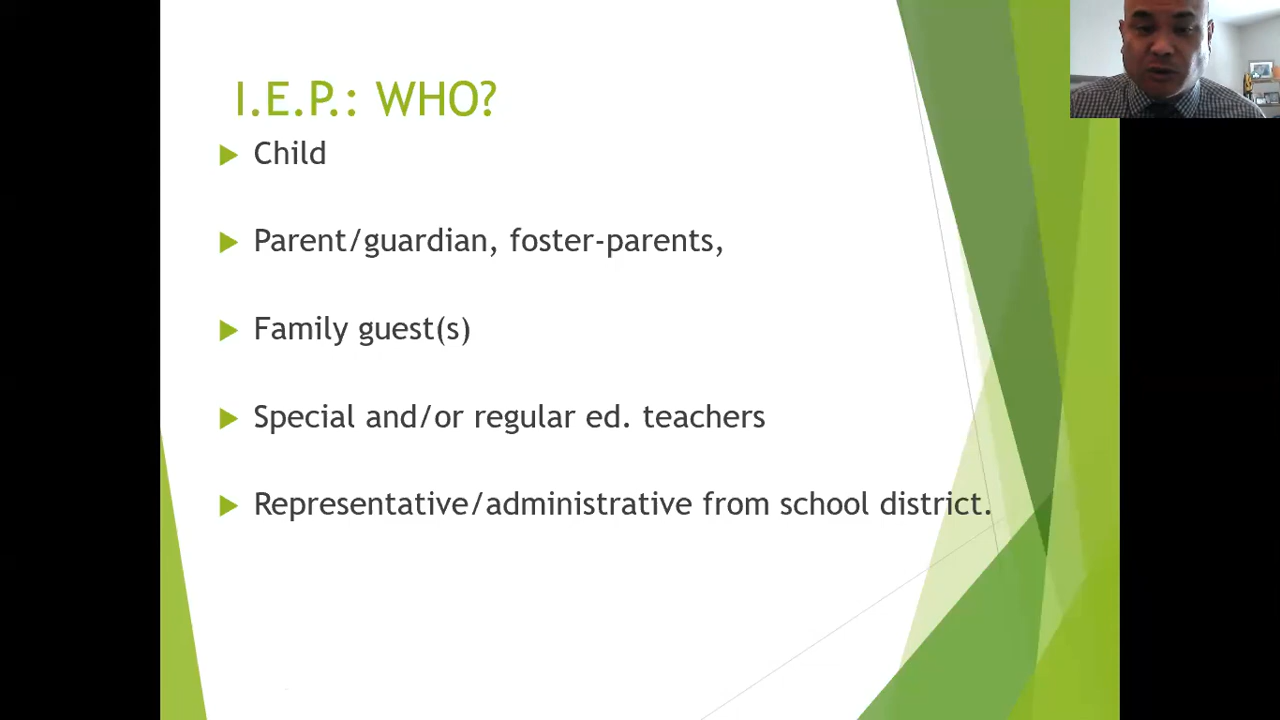 I.E.P.: WHO?
Child
Parent/guardian, foster-parents,
Family guest(s)
Special and/or regular ed. teachers
Representative/administrative from school district.